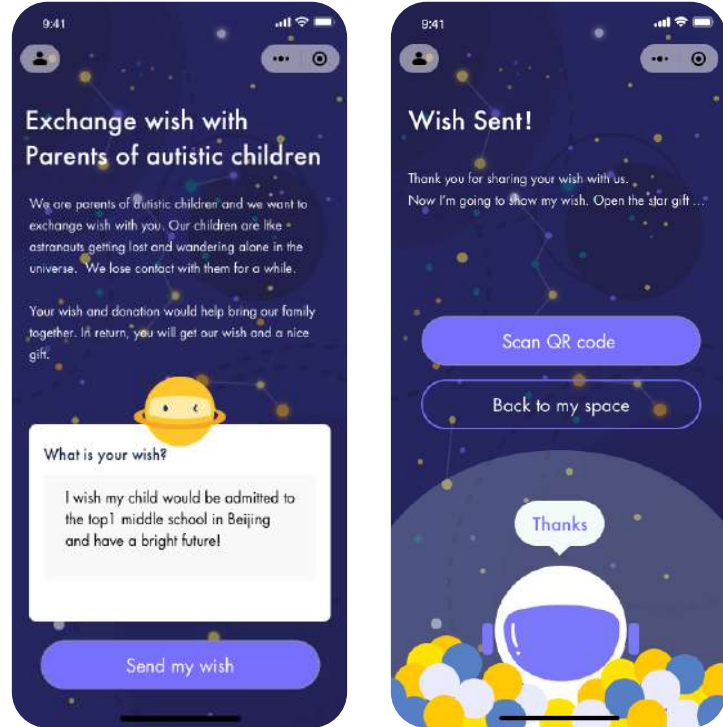 9:41
Exchange wish with
Parents of autistic children
We are parents of autistic children and we want to
exchange wish with you. Our children are like
astranauts getting lost and wandering alone in the
universe. We lose contact with them for a while.
Your wish and donation would help bring our family
together. In return, you will get our wish and a nice
gift.
What is your wish?
I wish my child would be admitted to
the top1 middle school in Beijing
and have a bright future!
Send my wish
9:41
Wish Sent!
Thank you for sharing your wish with us.
Now I'm going to show my wish. Open the star gift ...
Scan QR code
Back to my space
Thanks